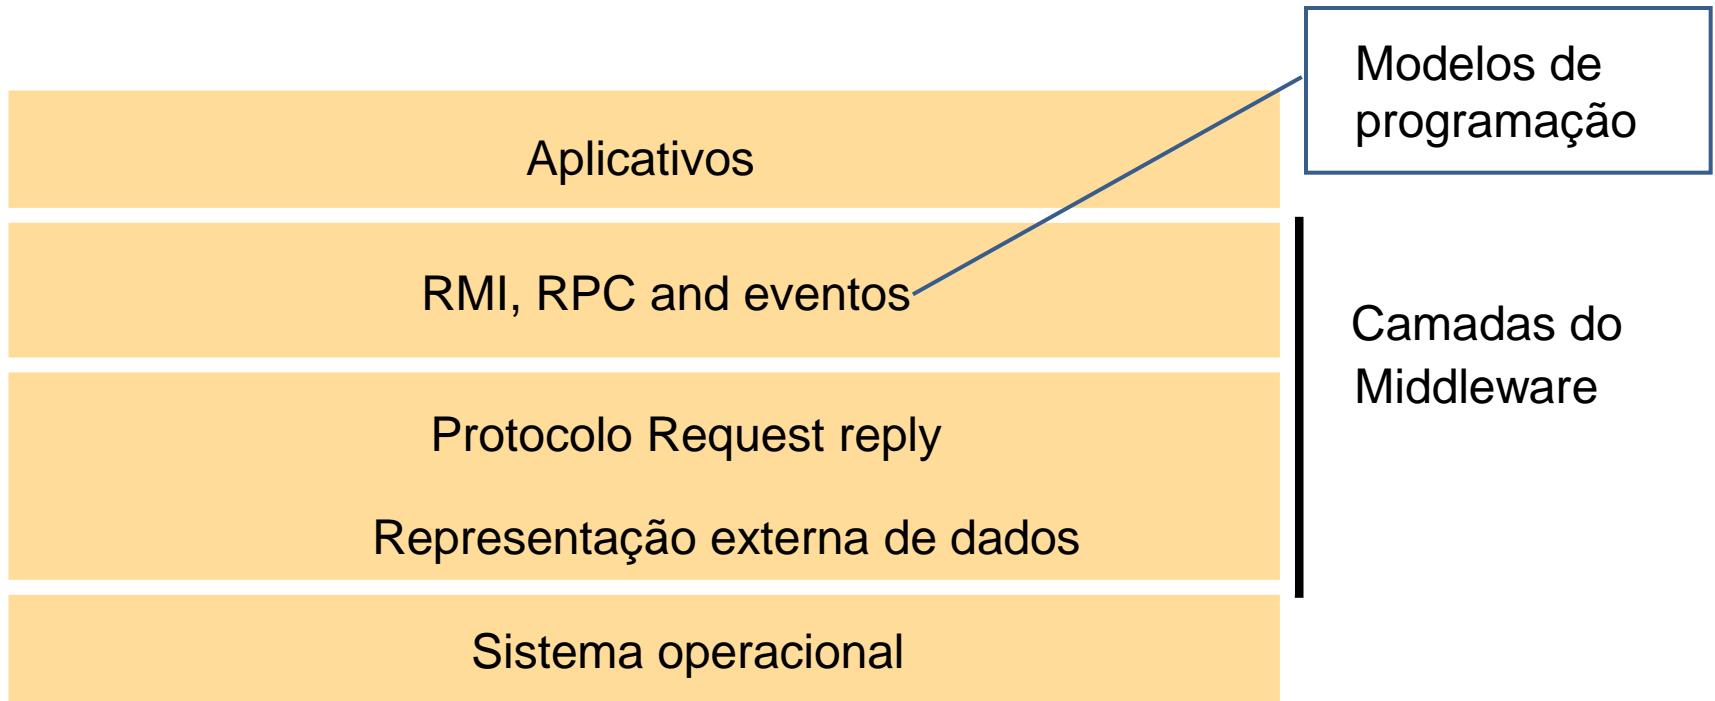 Modelos de
programação
Aplicativos
RMI, RPC and eventos
Camadas do
Middleware
Protocolo Request reply
Representação externa de dados
Sistema operacional